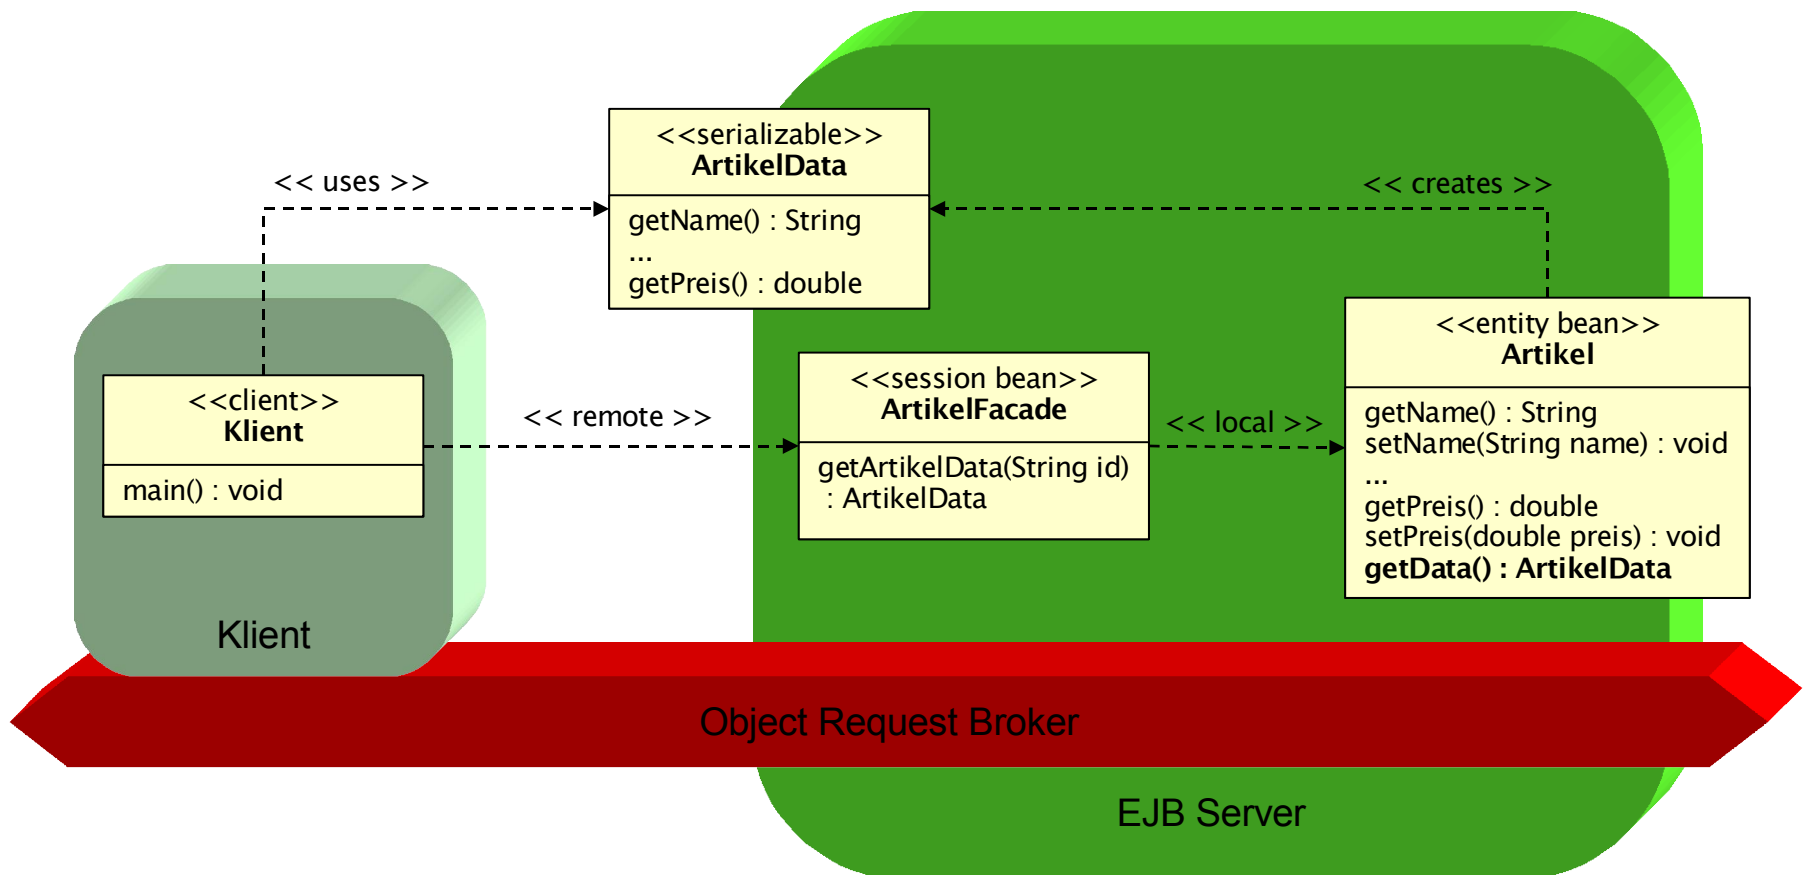 <<serializable>>
ArtikelData
getName() : String
...
getPreis() : double
<< uses >>
<< creates >>
<<client>>
Klient
main() : void
<< remote >>
<<session bean>>
ArtikelFacade
getArtikelData(String id)
: ArtikelData
<< local >>
<<entity bean>>
Artikel
getName() : String
setName(String name) : void
...
getPreis() : double
setPreis(double preis) : void
getData() : ArtikelData
Klient
Object Request Broker
EJB Server